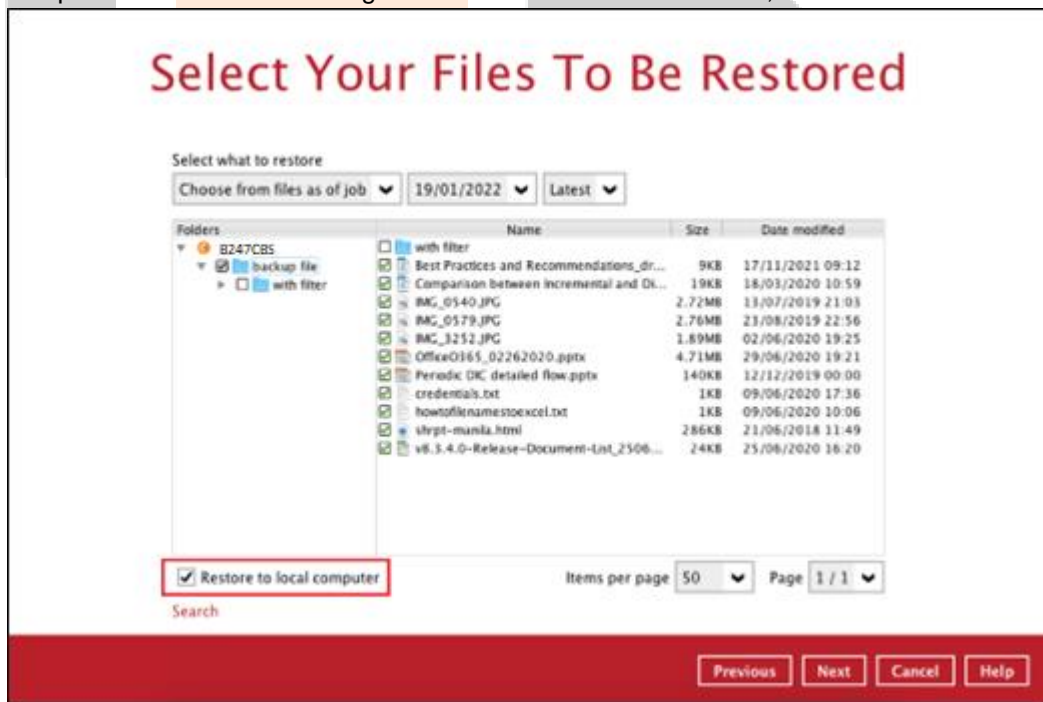 Select Your Files To Be Restored
Select what to restore
Choose from files as of job 19/01/2022 Latest
Folders Name Size Date modified
B247CBS
backup file
with filter
with filter
Best Practices and Recommendations_dr... 9KB 17/11/2021 09:12
Comparison between Incremental and Di... 19KB 18/03/2020 10:59
IMG_0540.JPG 2.72MB 13/07/2019 21:03
IMG_0579.JPG 2.76MB 23/08/2019 22:56
IMG_3252.JPG 1.89MB 02/06/2020 19:25
OfficeO365_02262020.pptx 4.71MB 29/06/2020 19:21
Periodic DIC detailed flow.pptx 140KB 12/12/2019 00:00
credentials.txt 1KB 09/06/2020 17:36
howtofilenamestoexcel.txt 1KB 09/06/2020 10:06
shrpt-manila.html 286KB 21/06/2018 11:49
v8.3.4.0-Release-Document-List_2506... 24KB 25/06/2020 16:20
Restore to local computer Items per page 50 Page 1 / 1
Search
Previous Next Cancel Help